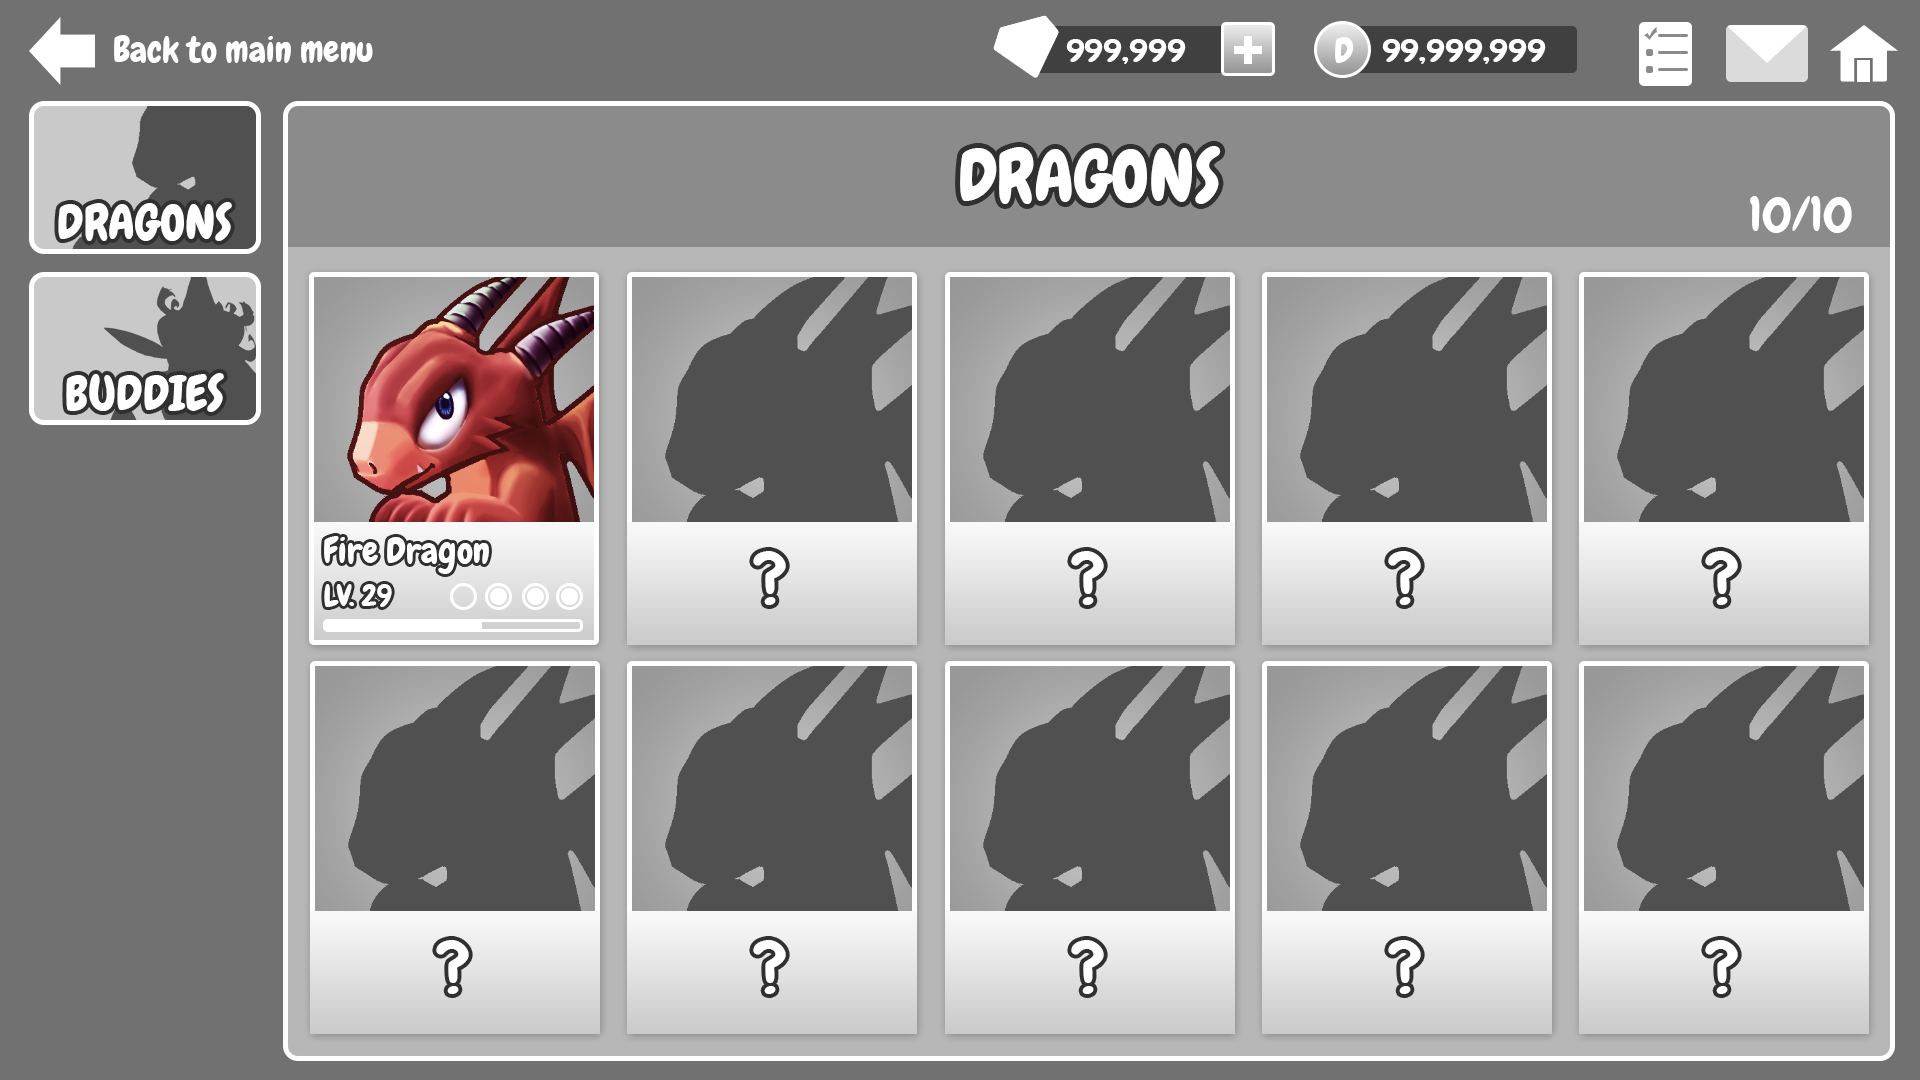 Back to main menu
999,999
D
99,999,999
DRAGONS
BUDDIES
DRAGONS
10/10
Fire Dragon
LV. 29
?
?
?
?
?
?
?
?
?